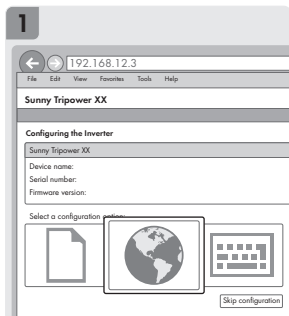 1
192.168.12.3
File Edit View Favorites Tools Help
Sunny Tripower XX
Configuring the Inverter
Sunny Tripower XX
Device name:
Serial number:
Firmware version:
Select a configuration option:
Skip configuration